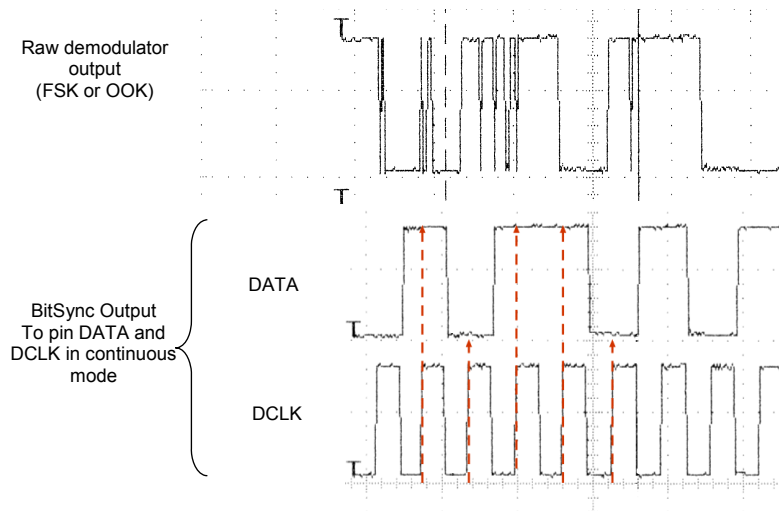 Raw demodulator
output
(FSK or OOK)
DATA
BitSync Output
To pin DATA and
DCLK in continuous
mode
DCLK